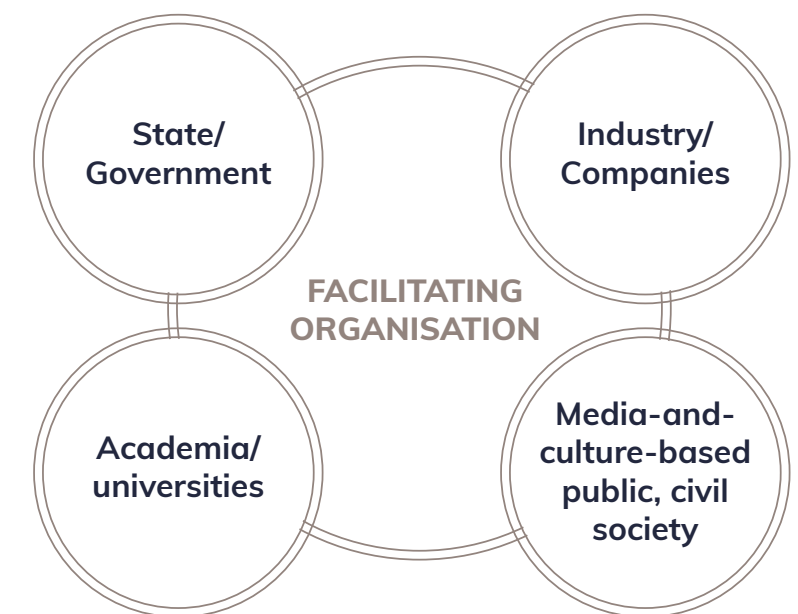 State/
Government
Industry/
Companies
FACILITATING
ORGANISATION
Academia/
universities
Media-and-
culture-based
public, civil
society